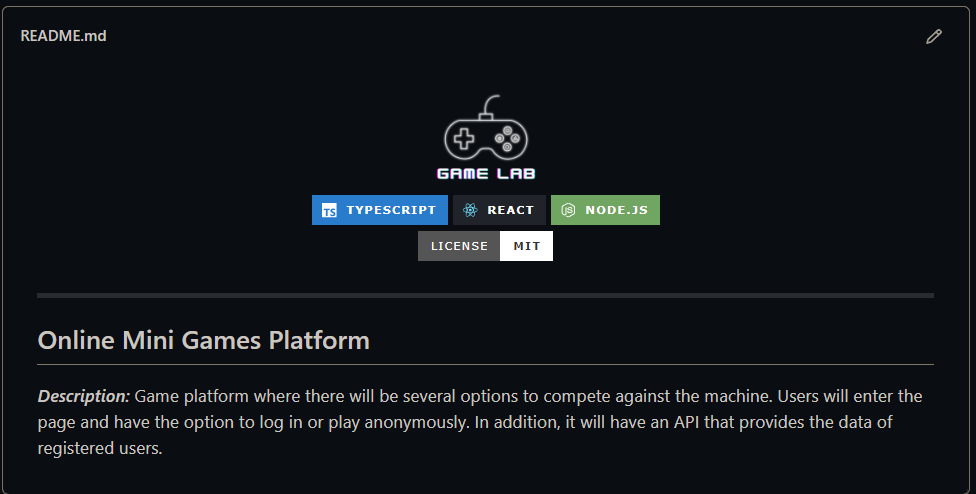 README.md
GAME LAB
TS TYPESCRIPT REACT NODE.JS
LICENSE MIT
Online Mini Games Platform
Description: Game platform where there will be several options to compete against the machine. Users will enter the
page and have the option to log in or play anonymously. In addition, it will have an API that provides the data of
registered users.